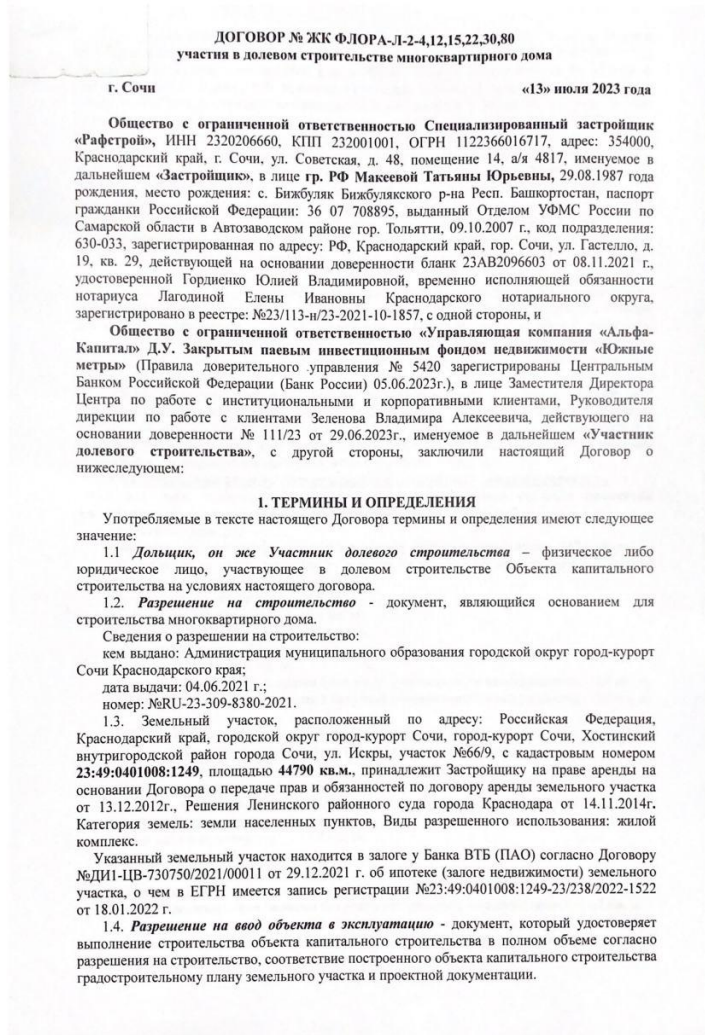 ДОГОВОР № ЖК ФЛОРА-Л-2-4,12,15,22,30,80
участия в долевом строительстве многоквартирного дома
г. Сочи «13» июля 2023 года
Общество с ограниченной ответственностью Специализированный застройщик
«Рафстрой», ИНН 2320206660, КПП 232001001, ОГРН 1122366016717, адрес: 354000,
Краснодарский край, г. Сочи, ул. Советская, д. 48, помещение 14, а/я 4817, именуемое в
дальнейшем «Застройщик», в лице гр. РФ Макеевой Татьяны Юрьевны, 29.08.1987 года
рождения, место рождения: с. Бижбуляк Бижбулякского р-на Респ. Башкортостан, паспорт
гражданки Российской Федерации: 36 07 708895, выданный Отделом УФМС России по
Самарской области в Автозаводском районе гор. Тольятти, 09.10.2007 г., код подразделения:
630-033, зарегистрированная по адресу: РФ, Краснодарский край, гор. Сочи, ул. Гастелло, д.
19, кв. 29, действующей на основании доверенности бланк 23АВ2096603 от 08.11.2021 г.,
удостоверенной Гордиенко Юлией Владимировной, временно исполняющей обязанности
нотариуса Лагодиной Елены Ивановны Краснодарского нотариального округа,
зарегистрировано в реестре: №23/113-н/23-2021-10-1857, с одной стороны, и
Общество с ограниченной ответственностью «Управляющая компания «Альфа-
Капитал» Д.У. Закрытым паевым инвестиционным фондом недвижимости «Южные
метры» (Правила доверительного управления № 5420 зарегистрированы Центральным
Банком Российской Федерации (Банк России) 05.06.2023г.), в лице Заместителя Директора
Центра по работе с институциональными и корпоративными клиентами, Руководителя
дирекции по работе с клиентами Зеленова Владимира Алексеевича, действующего на
основании доверенности № 111/23 от 29.06.2023г., именуемое в дальнейшем «Участник
долевого строительства», с другой стороны, заключили настоящий Договор о
нижеследующем:
1. ТЕРМИНЫ И ОПРЕДЕЛЕНИЯ
Употребляемые в тексте настоящего Договора термины и определения имеют следующее
значение:
1.1 Дольщик, он же Участник долевого строительства – физическое либо
юридическое лицо, участвующее в долевом строительстве Объекта капитального
строительства на условиях настоящего договора.
1.2. Разрешение на строительство - документ, являющийся основанием для
строительства многоквартирного дома.
Сведения о разрешении на строительство:
кем выдано: Администрация муниципального образования городской округ город-курорт
Сочи Краснодарского края;
дата выдачи: 04.06.2021 г.;
номер: №RU-23-309-8380-2021.
1.3. Земельный участок, расположенный по адресу: Российская Федерация,
Краснодарский край, городской округ город-курорт Сочи, город-курорт Сочи, Хостинский
внутригородской район города Сочи, ул. Искры, участок №66/9, с кадастровым номером
23:49:0401008:1249, площадью 44790 кв.м., принадлежит Застройщику на праве аренды на
основании Договора о передаче прав и обязанностей по договору аренды земельного участка
от 13.12.2012г., Решения Ленинского районного суда города Краснодара от 14.11.2014г.
Категория земель: земли населенных пунктов, Виды разрешенного использования: жилой
комплекс.
Указанный земельный участок находится в залоге у Банка ВТБ (ПАО) согласно Договору
№ДИ1-ЦВ-730750/2021/00011 от 29.12.2021 г. об ипотеке (залоге недвижимости) земельного
участка, о чем в ЕГРН имеется запись регистрации №23:49:0401008:1249-23/238/2022-1522
от 18.01.2022 г.
1.4. Разрешение на ввод объекта в эксплуатацию - документ, который удостоверяет
выполнение строительства объекта капитального строительства в полном объеме согласно
разрешения на строительство, соответствие построенного объекта капитального строительства
градостроительному плану земельного участка и проектной документации.